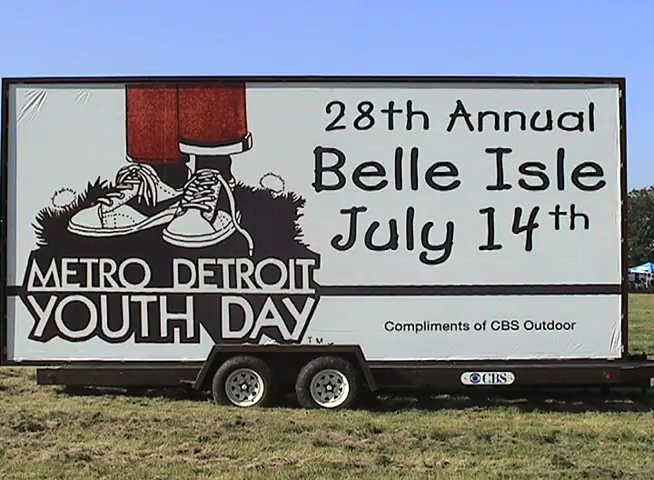 28th Annual
Belle Isle
July 14th
METRO DETROIT
YOUTH DAY
TM
Compliments of CBS Outdoor
CBS